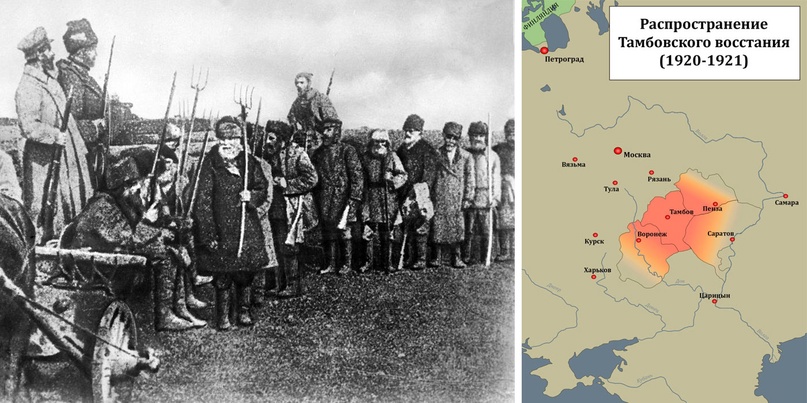 Распространение
Тамбовского восстания
(1920-1921)
ФИНЛЯНДИЯ
Петроград
Москва
Вязьма
Рязань
Тула
Самара
Пенза
Тамбов
Воронеж
Саратов
Курск
Харьков
Царицын